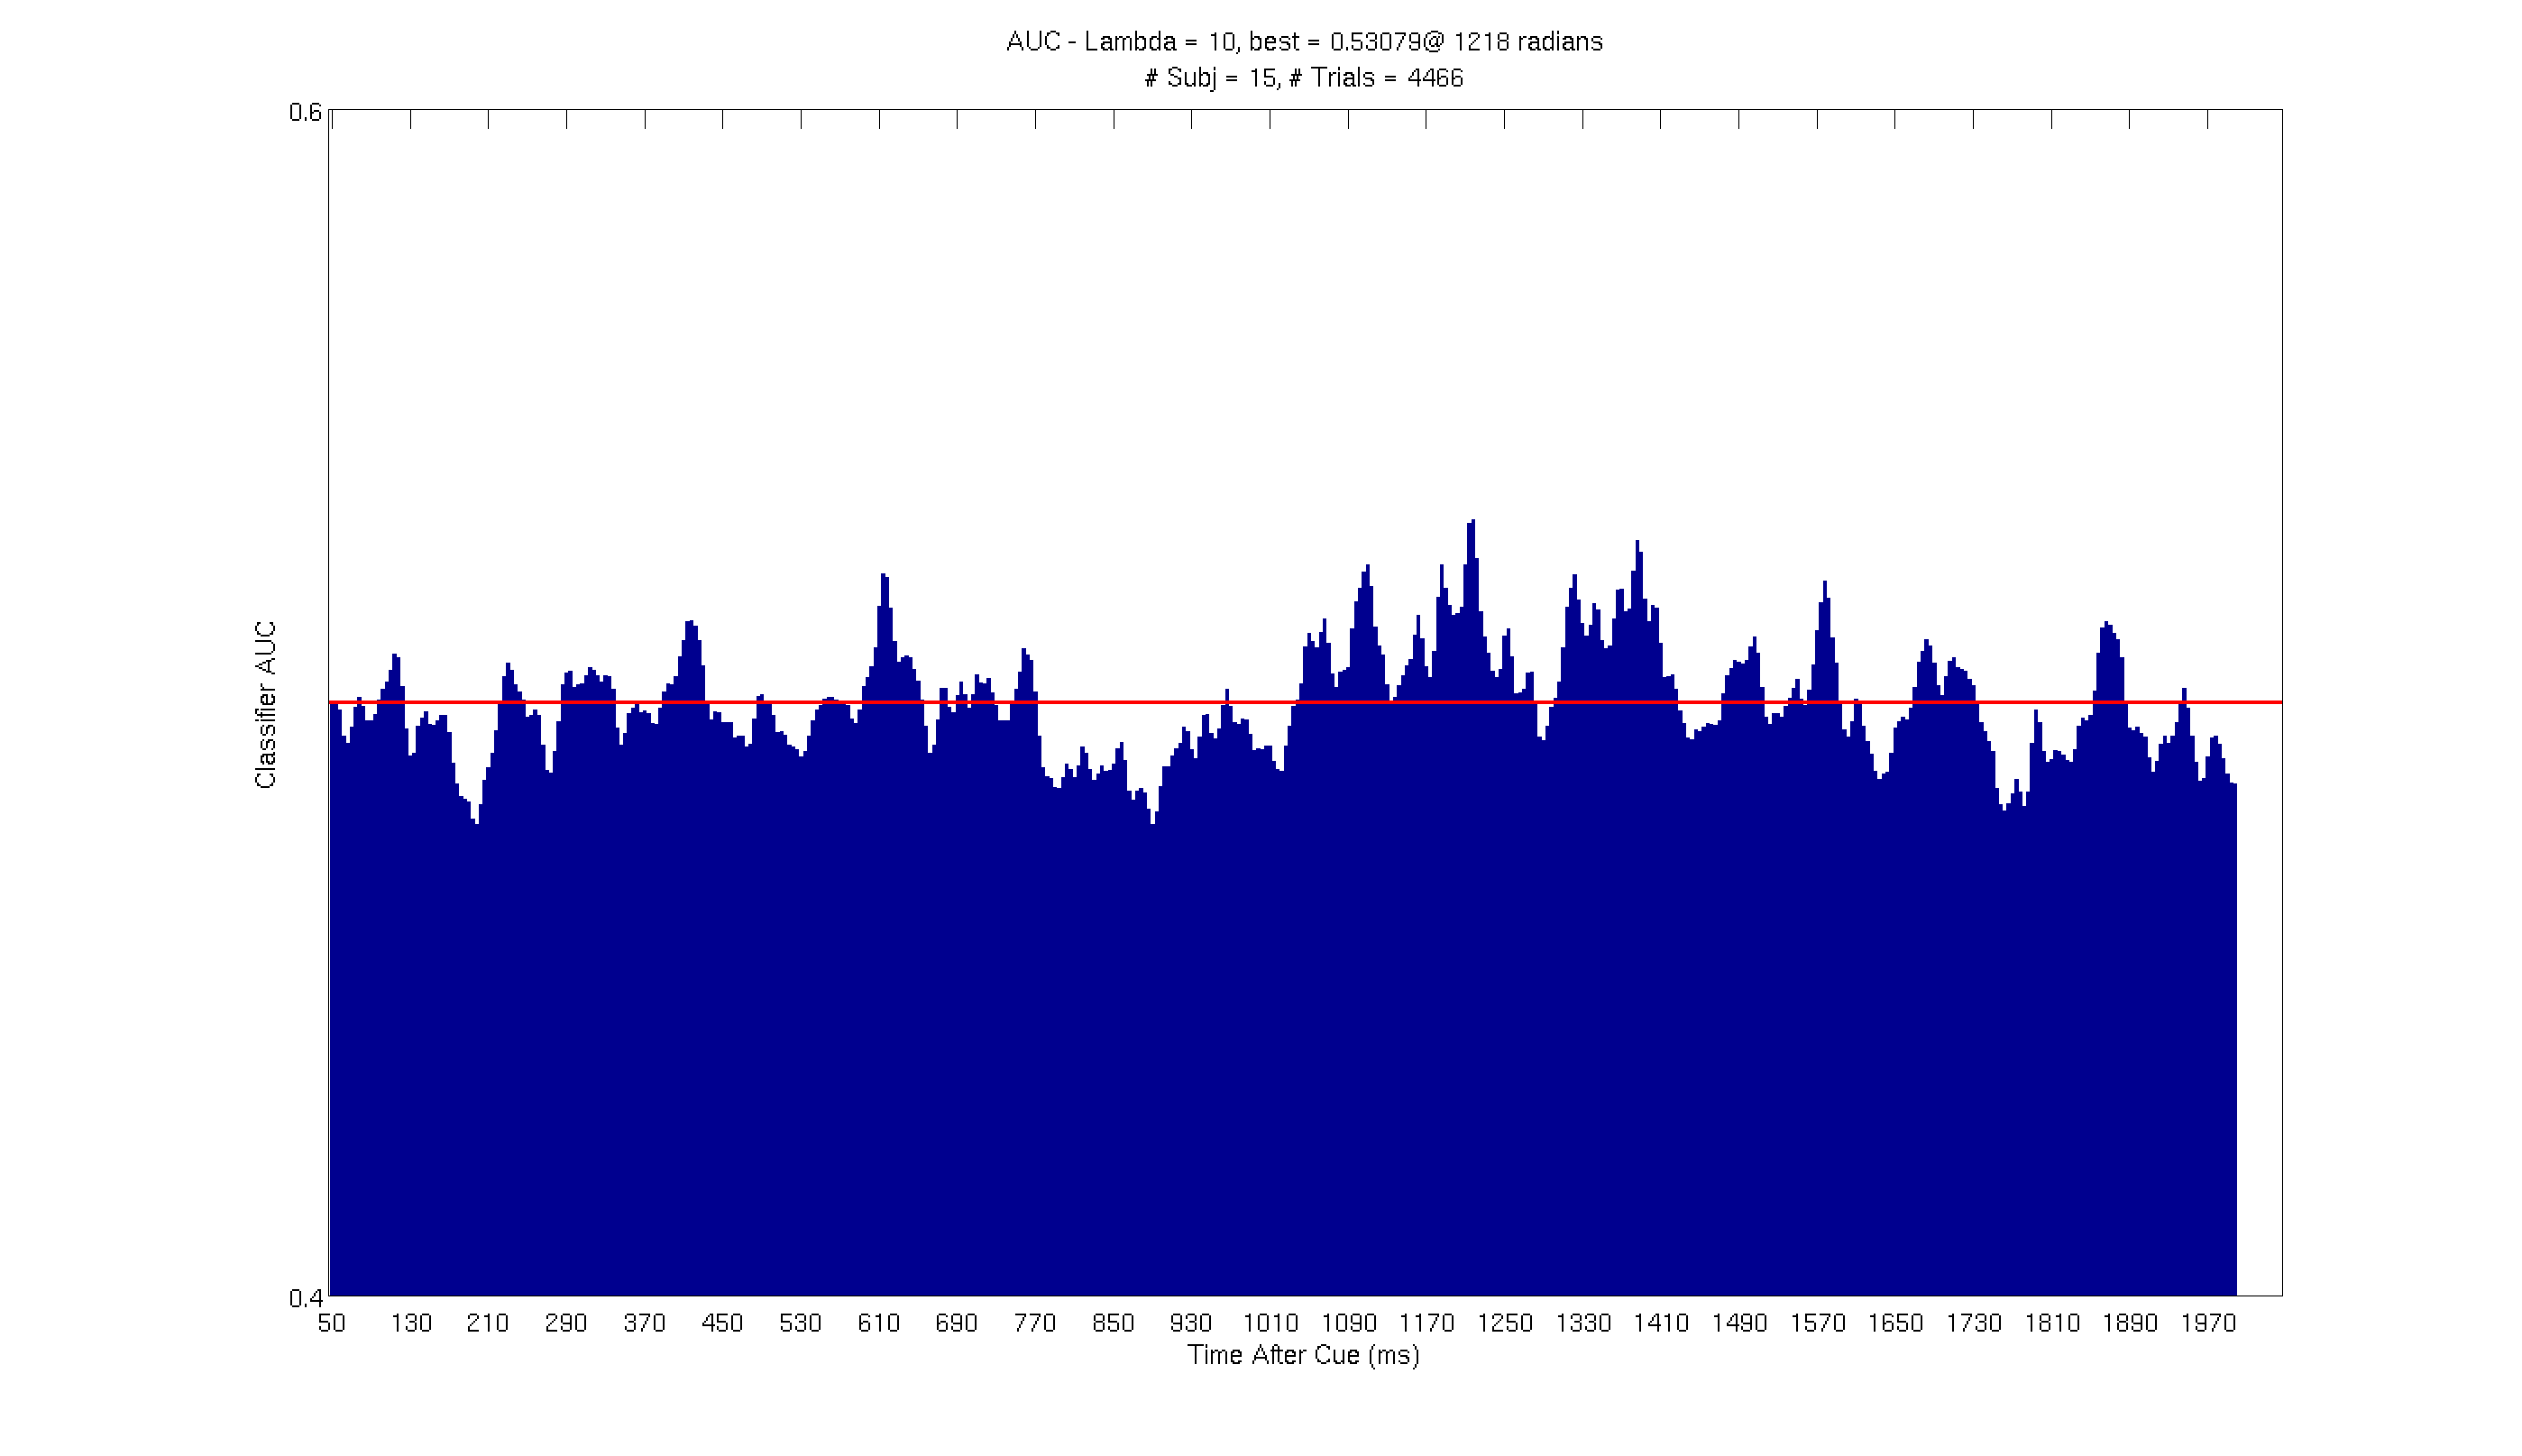 AUC - Lambda = 10, best = 0.53079@ 1218 radians
# Subj = 15, # Trials = 4466
0.6
Classifier AUC
0.4
50 130 210 290 370 450 530 610 690 770 850 930 1010 1090 1170 1250 1330 1410 1490 1570 1650 1730 1810 1890 1970
Time After Cue (ms)